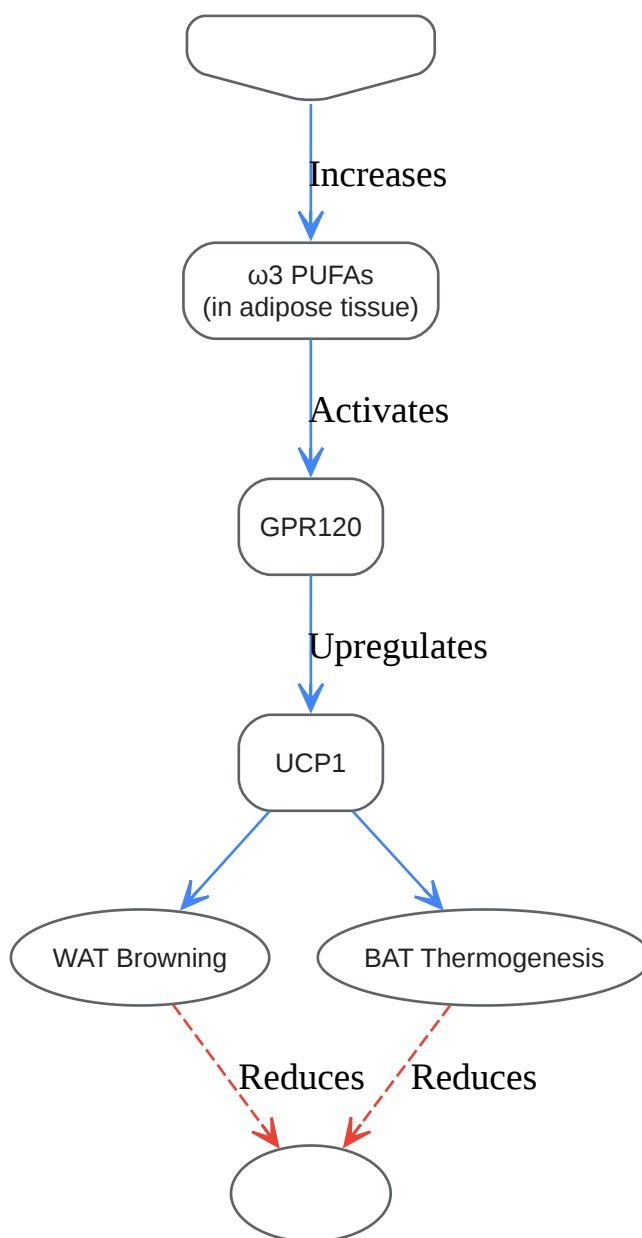 Increases
ω3 PUFAs
(in adipose tissue)
Activates
GPR120
Upregulates
UCP1
WAT Browning
BAT Thermogenesis
Reduces
Reduces